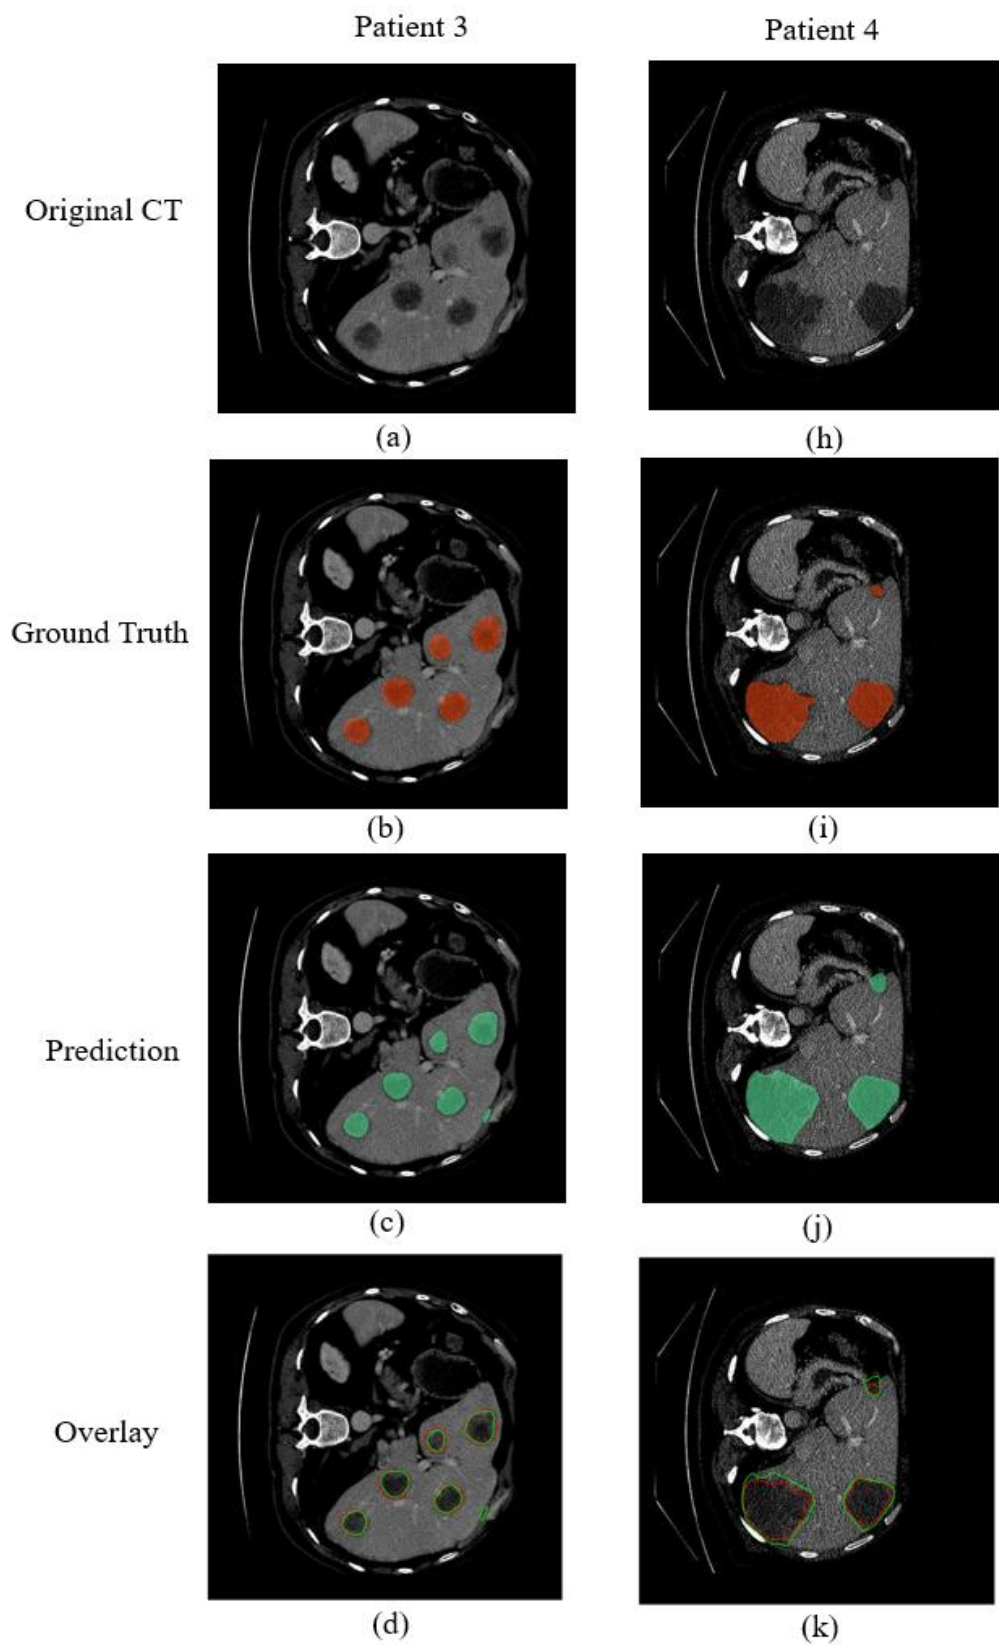 Patient 3
Patient 4
Original CT
(a)
(h)
Ground Truth
(b)
(i)
Prediction
(c)
(j)
Overlay
(d)
(k)